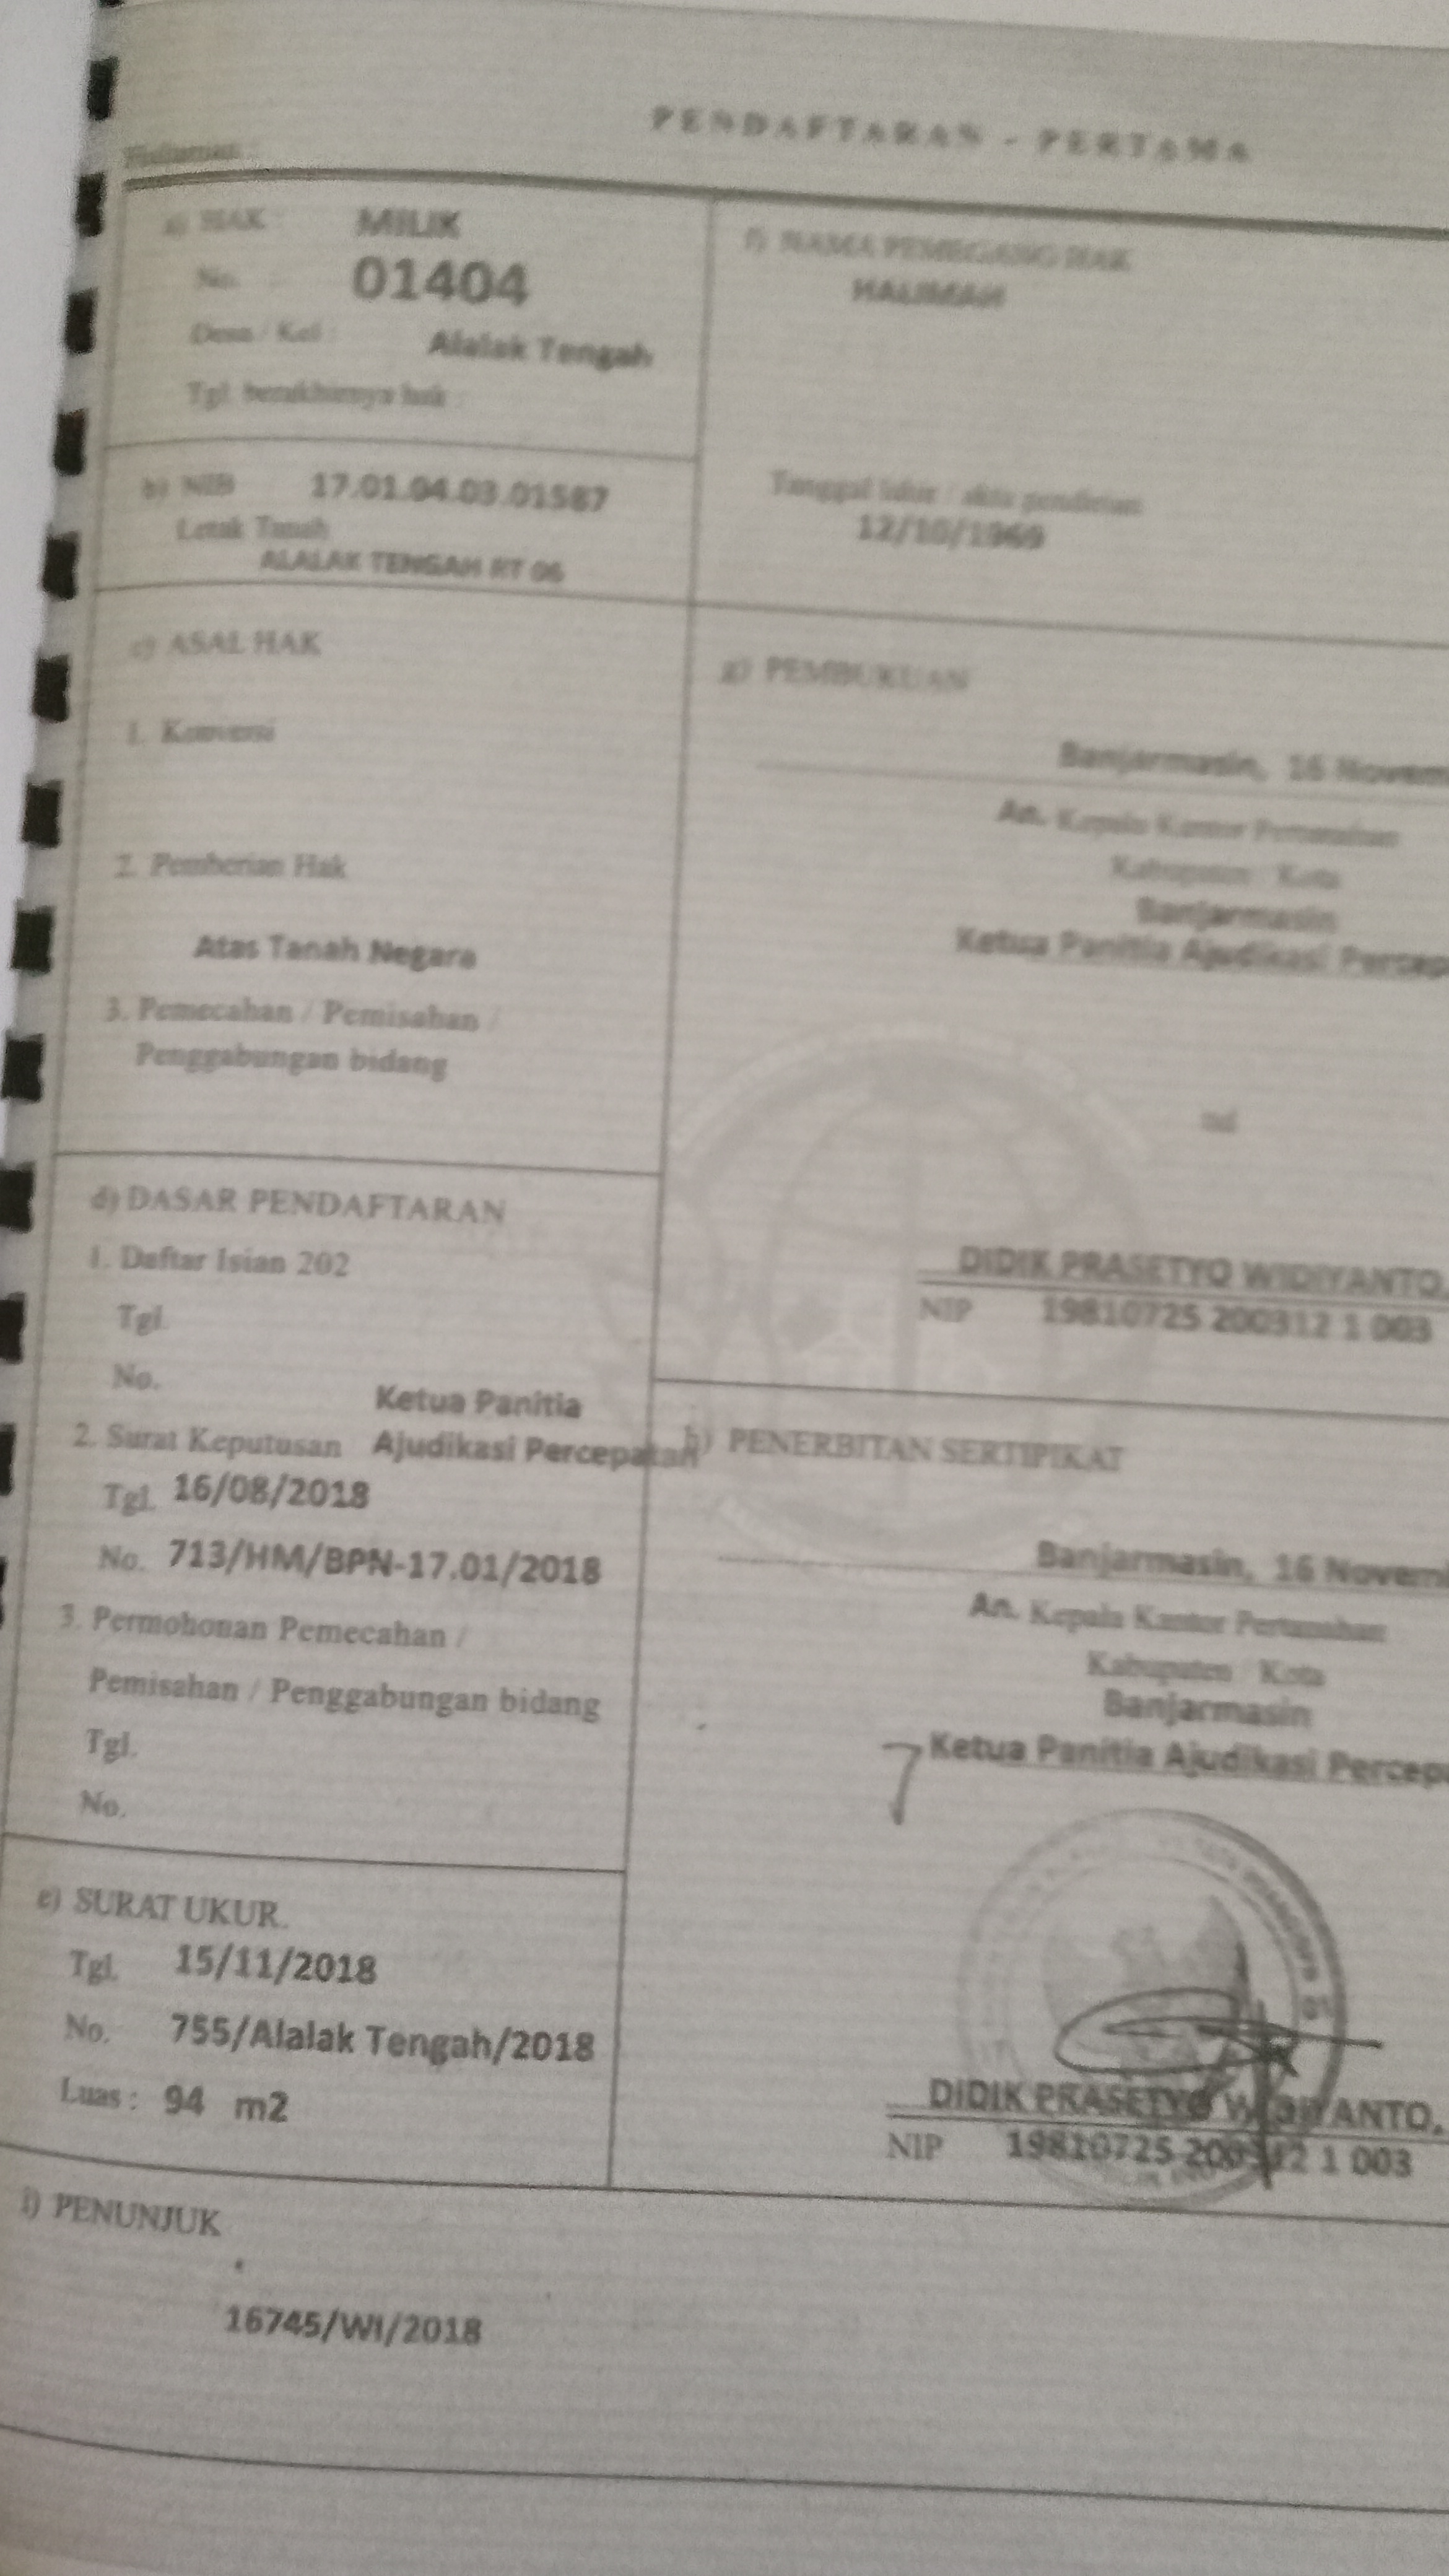 PENDAFTARAN - PERTAMA
Halaman :
a) HAK : MILIK
No. : 01404
Desa / Kel : Alalak Tengah
Tgl. berakhirnya hak :
b) NIB 17.01.04.03.01587
Letak Tanah
ALALAK TENGAH RT 06
c) ASAL HAK
1. Konversi
2. Pemberian Hak
Atas Tanah Negara
3. Pemecahan / Pemisahan /
Penggabungan bidang
d) DASAR PENDAFTARAN
1. Daftar Isian 202
Tgl.
No.
Ketua Panitia
2. Surat Keputusan Ajudikasi Percepatan
Tgl. 16/08/2018
No. 713/HM/BPN-17.01/2018
3. Permohonan Pemecahan /
Pemisahan / Penggabungan bidang
Tgl.
No.
e) SURAT UKUR
Tgl. 15/11/2018
No. 755/Alalak Tengah/2018
Luas : 94 m2
f) NAMA PEMEGANG HAK
HALIMAH
Tanggal lahir / akta pendirian
12/10/1969
g) PEMBUKUAN
Banjarmasin, 16 Novem
An. Kepala Kantor Pertanahan
Kabupaten / Kota
Banjarmasin
Ketua Panitia Ajudikasi Percep
ttd
DIDIK PRASETYO WIDIYANTO,
NIP 19810725 200312 1 003
h) PENERBITAN SERTIPIKAT
Banjarmasin, 16 Novem
An. Kepala Kantor Pertanahan
Kabupaten / Kota
Banjarmasin
Ketua Panitia Ajudikasi Percep
DIDIK PRASETYO WIDIYANTO,
NIP 19810725 200312 1 003
i) PENUNJUK
16745/WI/2018